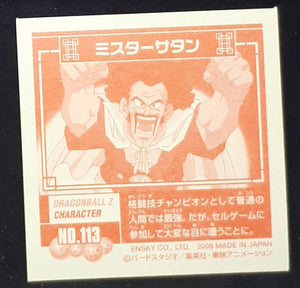 ミスターサタン
DRAGONBALL Z
CHARACTER
NO.113
格闘技チャンピオンとして普通の
人間では最強。だが、セルゲームに
参加して大変な目に遭うことに。
ENSKY CO., LTD. 2008 MADE IN JAPAN
©バードスタジオ/集英社・東映アニメーション